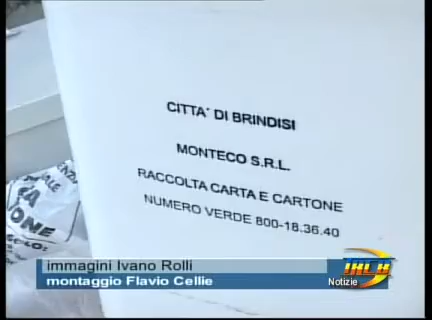 CITTA´ DI BRINDISI
MONTECO S.R.L.
RACCOLTA CARTA E CARTONE
NUMERO VERDE 800-18.36.40
immagini Ivano Rolli
montaggio Flavio Cellie
Notizie